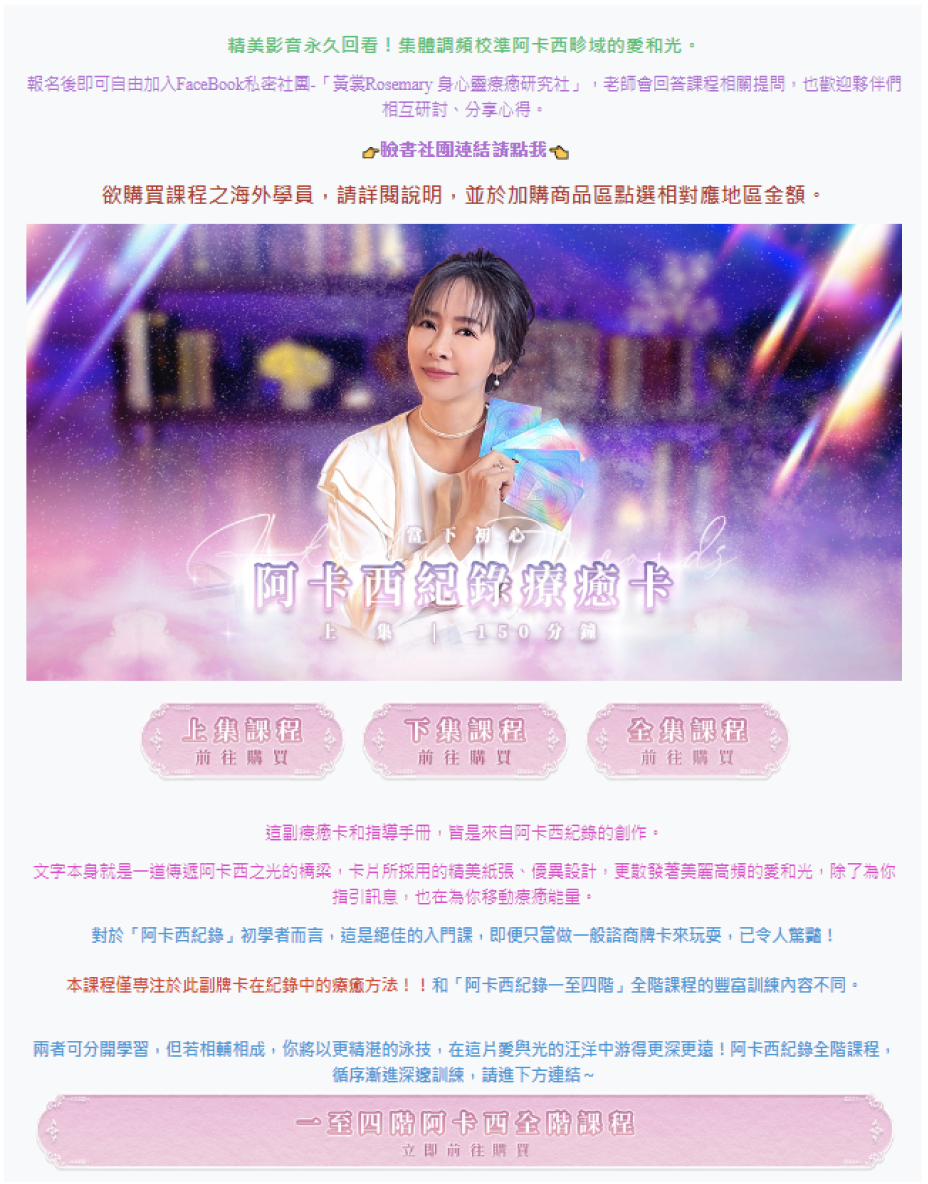 精美影音永久回看！集體調頻校準阿卡西畛域的愛和光。
報名後即可自由加入FaceBook私密社團-「黃裳Rosemary 身心靈療癒研究社」，老師會回答課程相關提問，也歡迎夥伴們
相互研討、分享心得。
👉臉書社團連結請點我👈
欲購買課程之海外學員，請詳閱說明，並於加購商品區點選相對應地區金額。
當下初心
阿卡西紀錄療癒卡
上集｜150分鐘
上集課程 下集課程 全集課程
前往購買 前往購買 前往購買
這副療癒卡和指導手冊，皆是來自阿卡西紀錄的創作。
文字本身就是一道傳遞阿卡西之光的橋梁，卡片所採用的精美紙張、優異設計，更散發著美麗高頻的愛和光，除了為你
指引訊息，也在為你移動療癒能量。
對於「阿卡西紀錄」初學者而言，這是絕佳的入門課，即便只當做一般諮商牌卡來玩耍，已令人驚豔！
本課程僅專注於此副牌卡在紀錄中的療癒方法！！和「阿卡西紀錄一至四階」全階課程的豐富訓練內容不同。
兩者可分開學習，但若相輔相成，你將以更精湛的泳技，在這片愛與光的汪洋中游得更深更遠！阿卡西紀錄全階課程，
循序漸進深邃訓練，請進下方連結～
一至四階阿卡西全階課程
立即前往購買